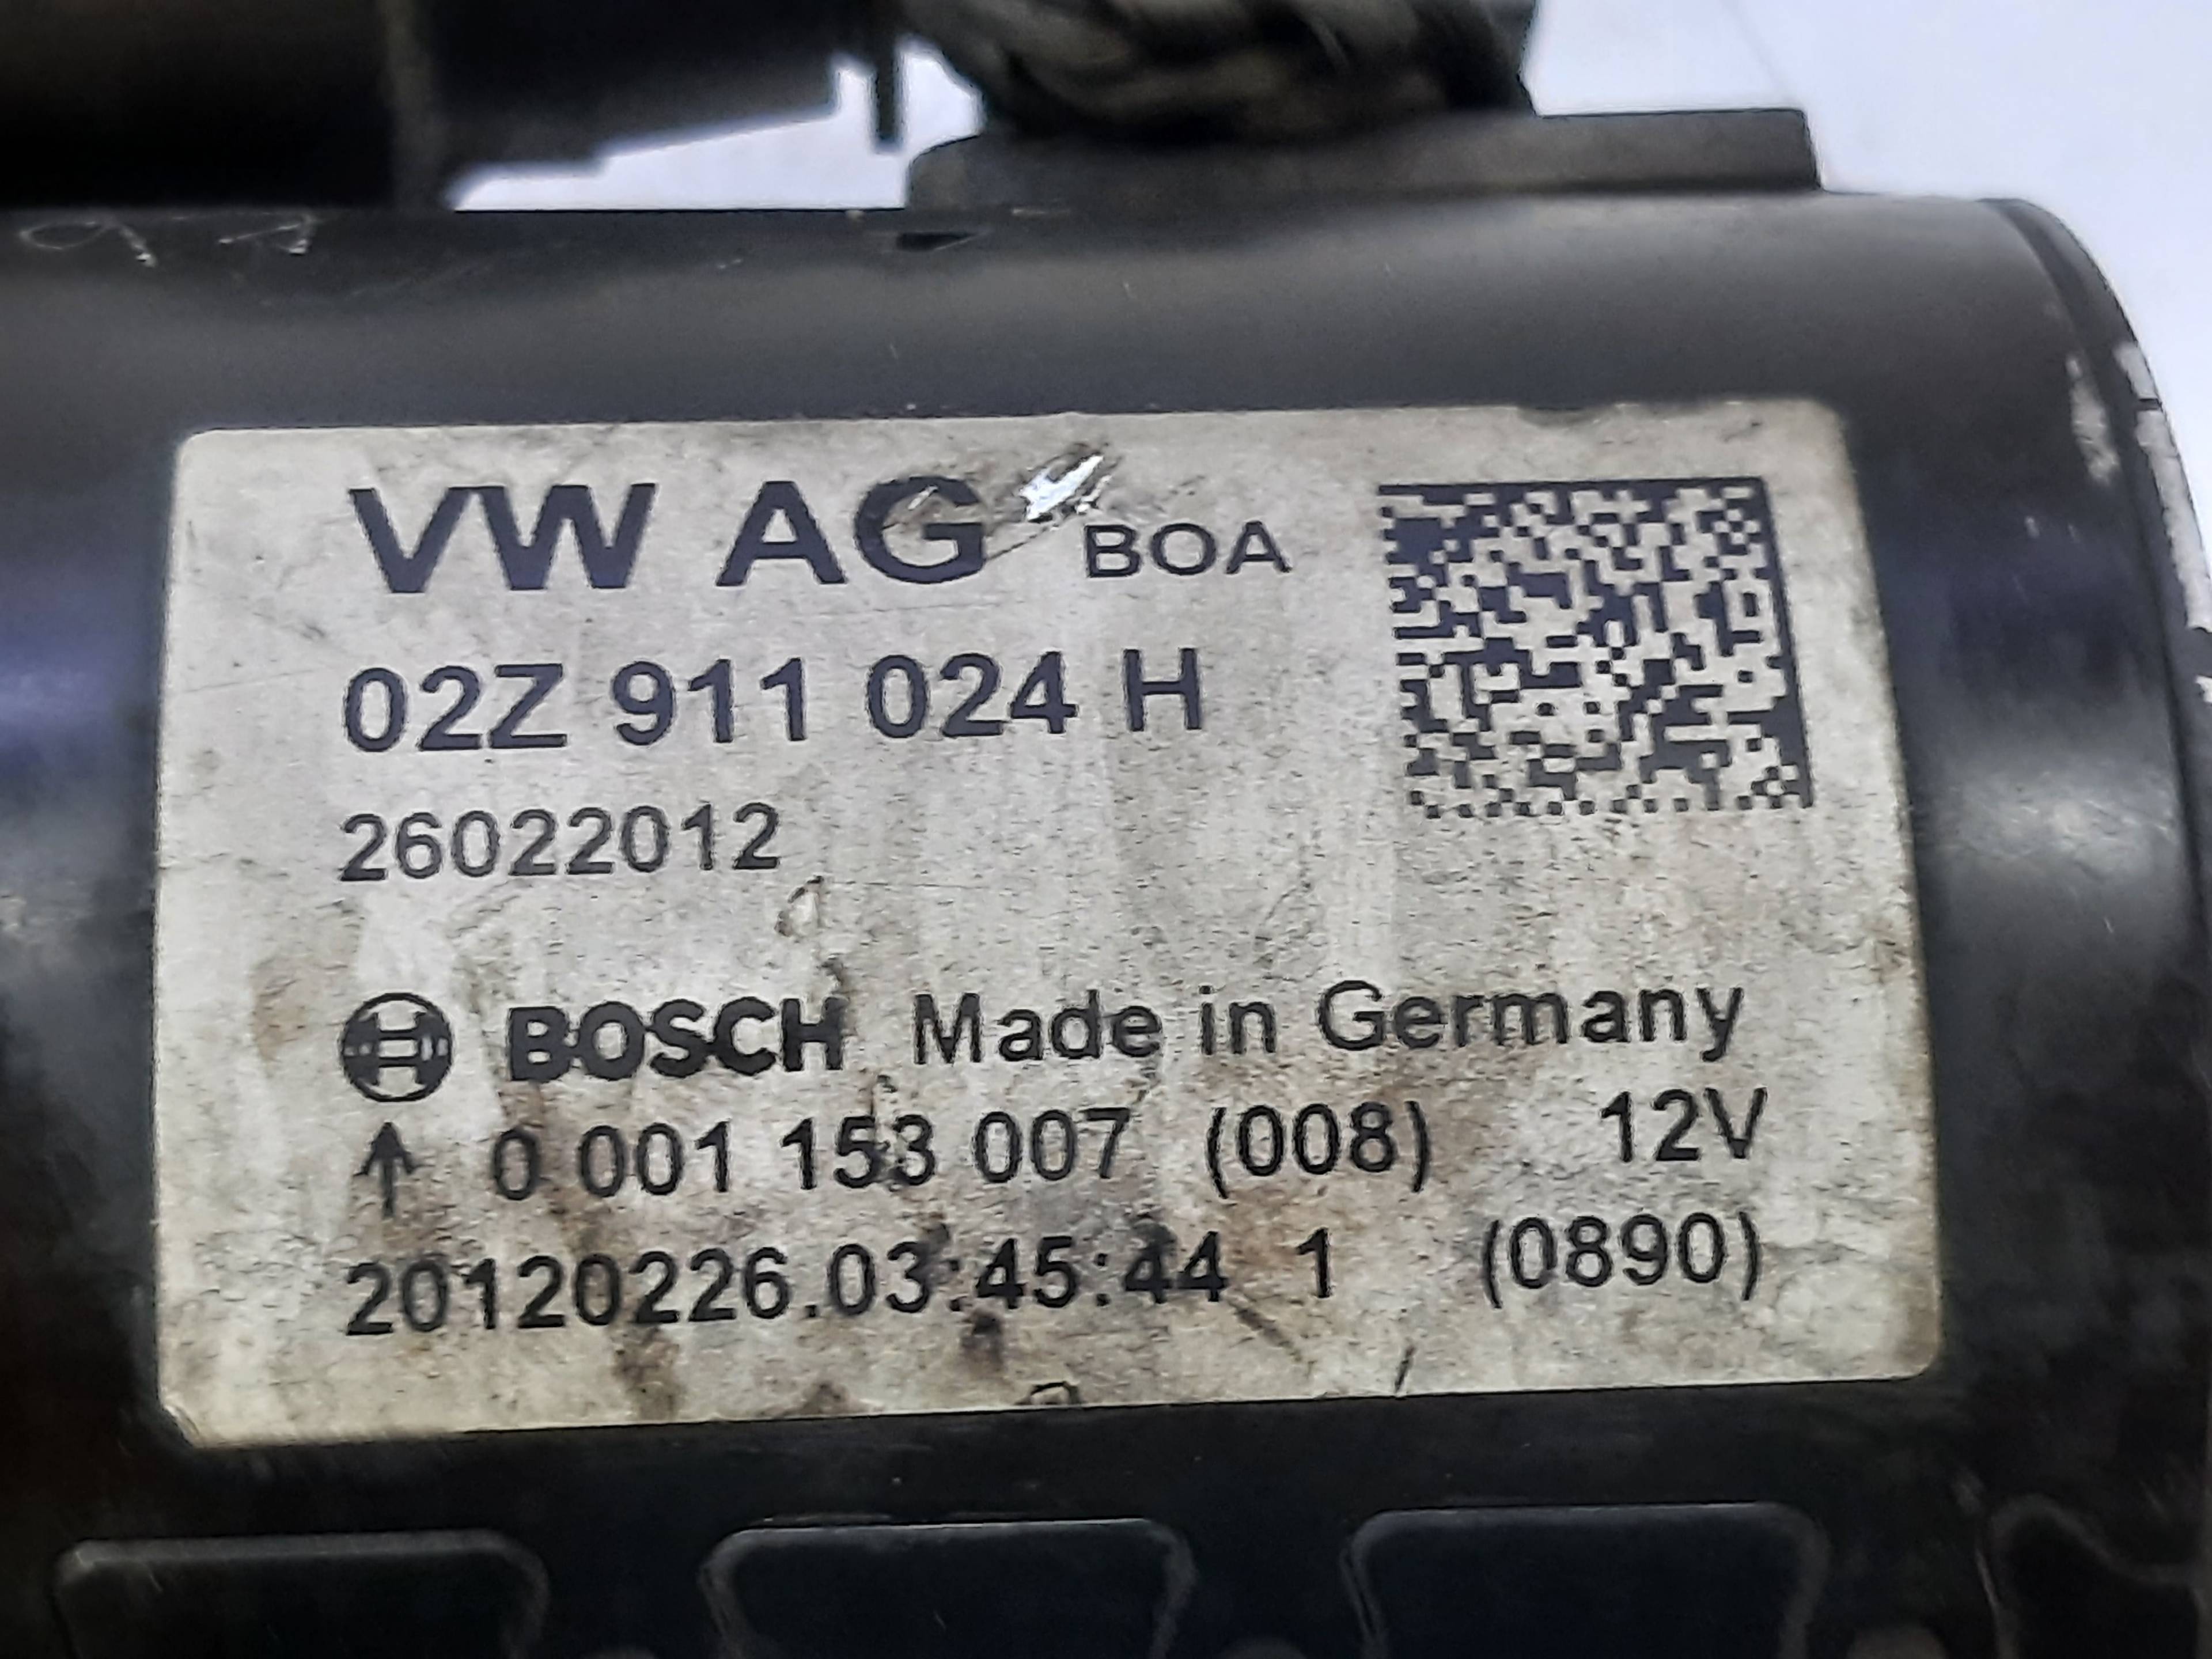 VW AG BOA
02Z 911 024 H
26022012
BOSCH Made in Germany
↑ 0 001 153 007 (008) 12V
20120226.03:45:44 1 (0890)